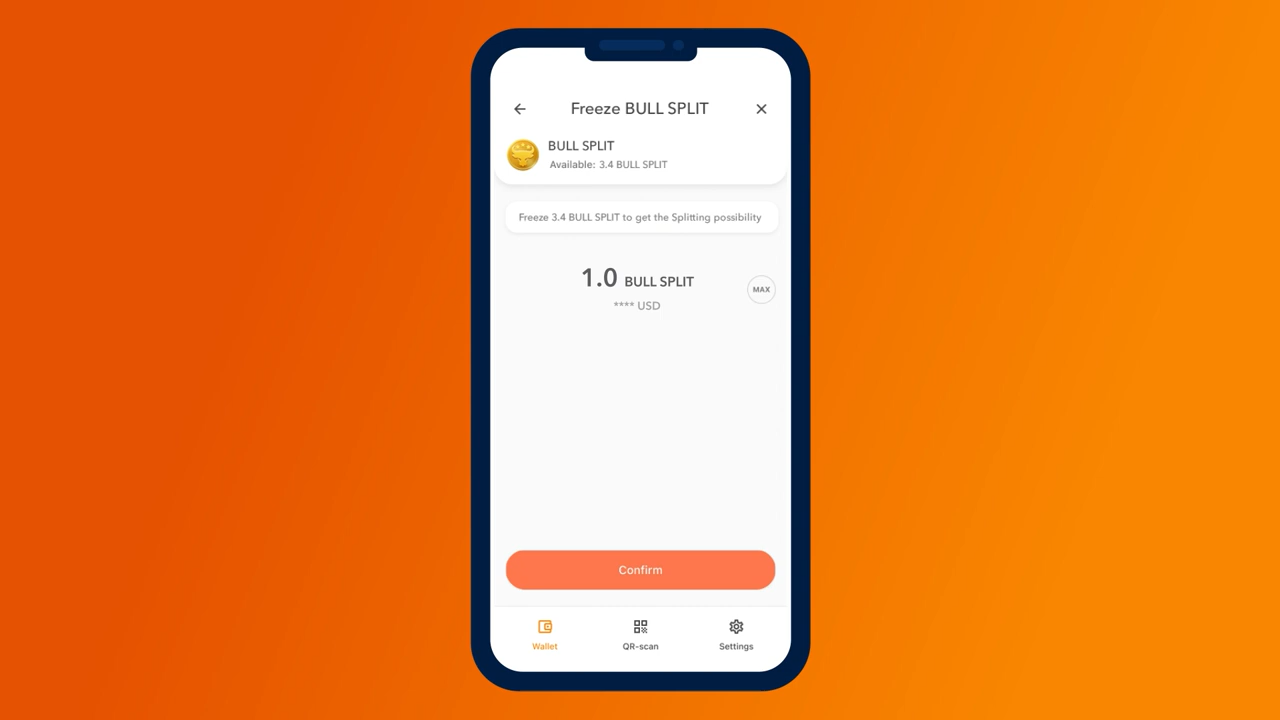 Freeze BULL SPLIT
BULL SPLIT
Available: 3.4 BULL SPLIT
Freeze 3.4 BULL SPLIT to get the Splitting possibility
1.0 BULL SPLIT
MAX
**** USD
Confirm
Wallet
QR-scan
Settings